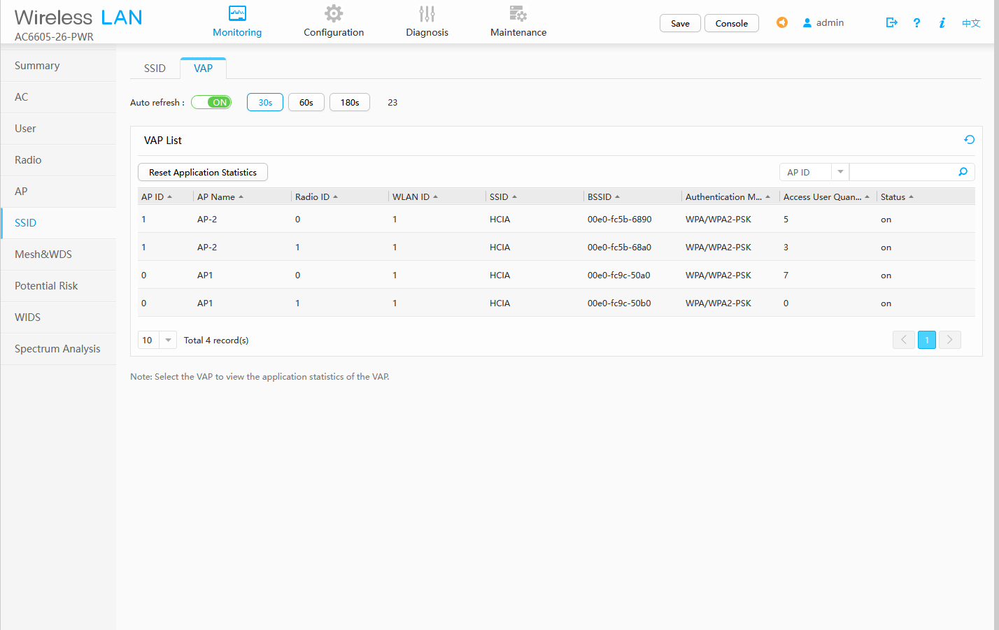 Wireless LAN
AC6605-26-PWR
Monitoring
Configuration
Diagnosis
Maintenance
Save
Console
admin
?
i
中文
Summary
AC
User
Radio
AP
SSID
Mesh&WDS
Potential Risk
WIDS
Spectrum Analysis
SSID VAP
Auto refresh : ON 30s 60s 180s 23
VAP List
Reset Application Statistics
AP ID
AP ID AP Name Radio ID WLAN ID SSID BSSID Authentication M... Access User Quan... Status
1 AP-2 0 1 HCIA 00e0-fc5b-6890 WPA/WPA2-PSK 5 on
1 AP-2 1 1 HCIA 00e0-fc5b-68a0 WPA/WPA2-PSK 3 on
0 AP1 0 1 HCIA 00e0-fc9c-50a0 WPA/WPA2-PSK 7 on
0 AP1 1 1 HCIA 00e0-fc9c-50b0 WPA/WPA2-PSK 0 on
10 Total 4 record(s) 1
Note: Select the VAP to view the application statistics of the VAP.